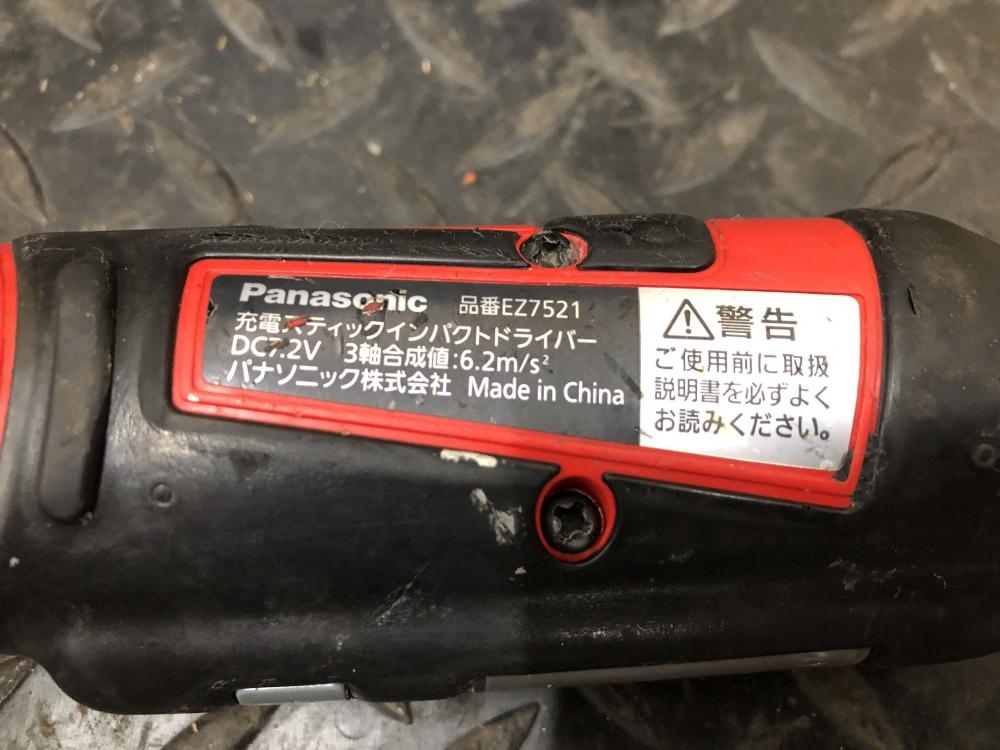 Panasonic 品番EZ7521
充電スティックインパクトドライバー
DC7.2V 3軸合成値:6.2m/s²
パナソニック株式会社 Made in China
警告
ご使用前に取扱
説明書を必ずよく
お読みください。